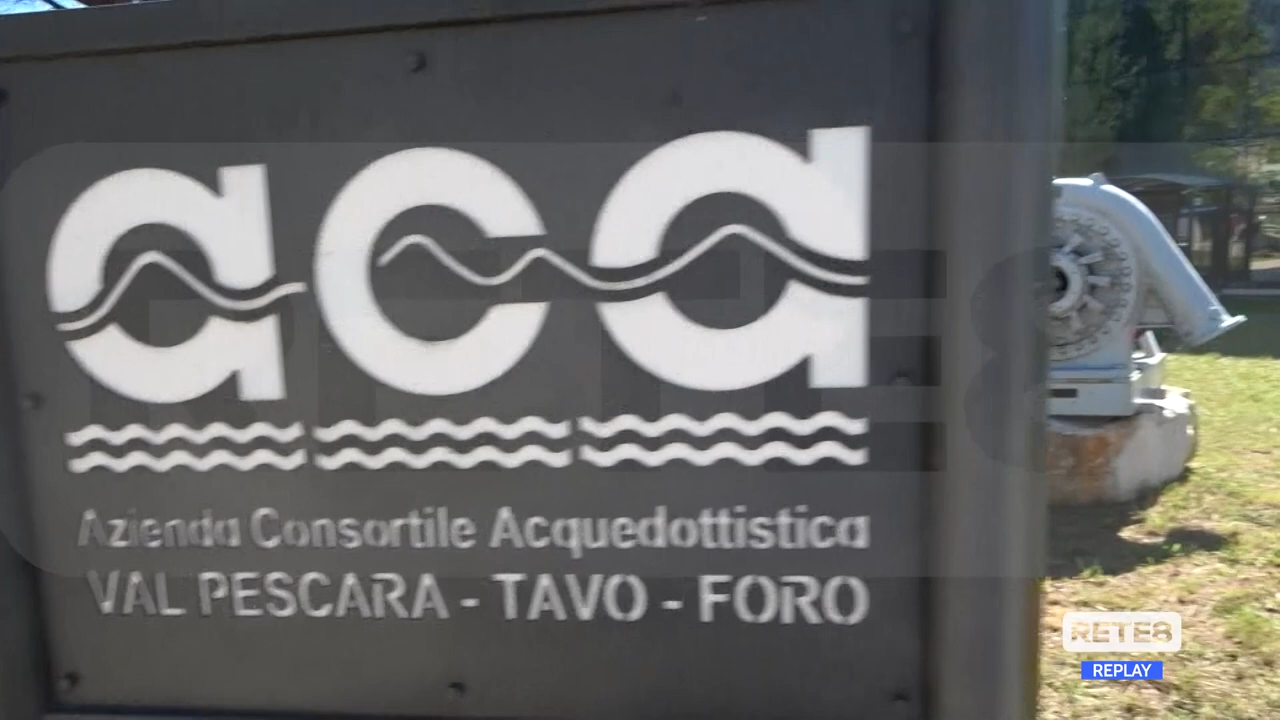 aca
Azienda Consortile Acquedottistica
VAL PESCARA - TAVO - FORO
RETE8
REPLAY